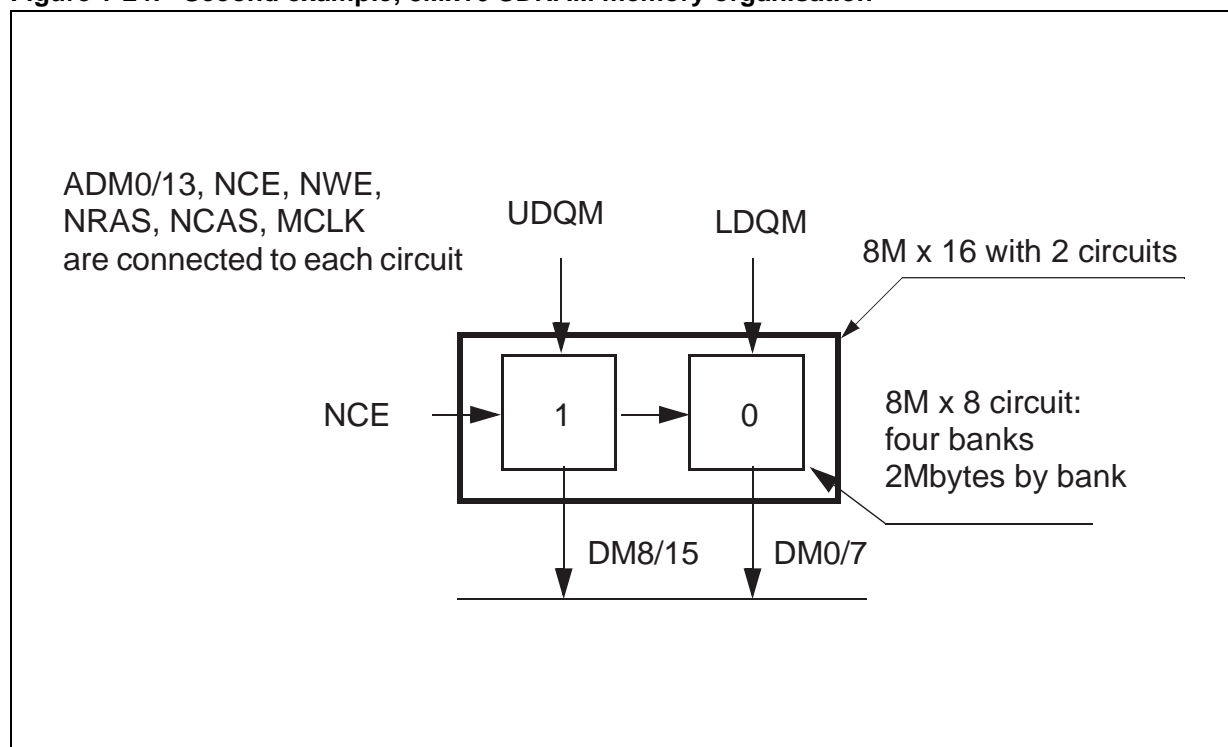 ADM0/13, NCE, NWE,
NRAS, NCAS, MCLK
are connected to each circuit
UDQM
LDQM
8M x 16 with 2 circuits
NCE
1
0
8M x 8 circuit:
four banks
2Mbytes by bank
DM8/15
DM0/7